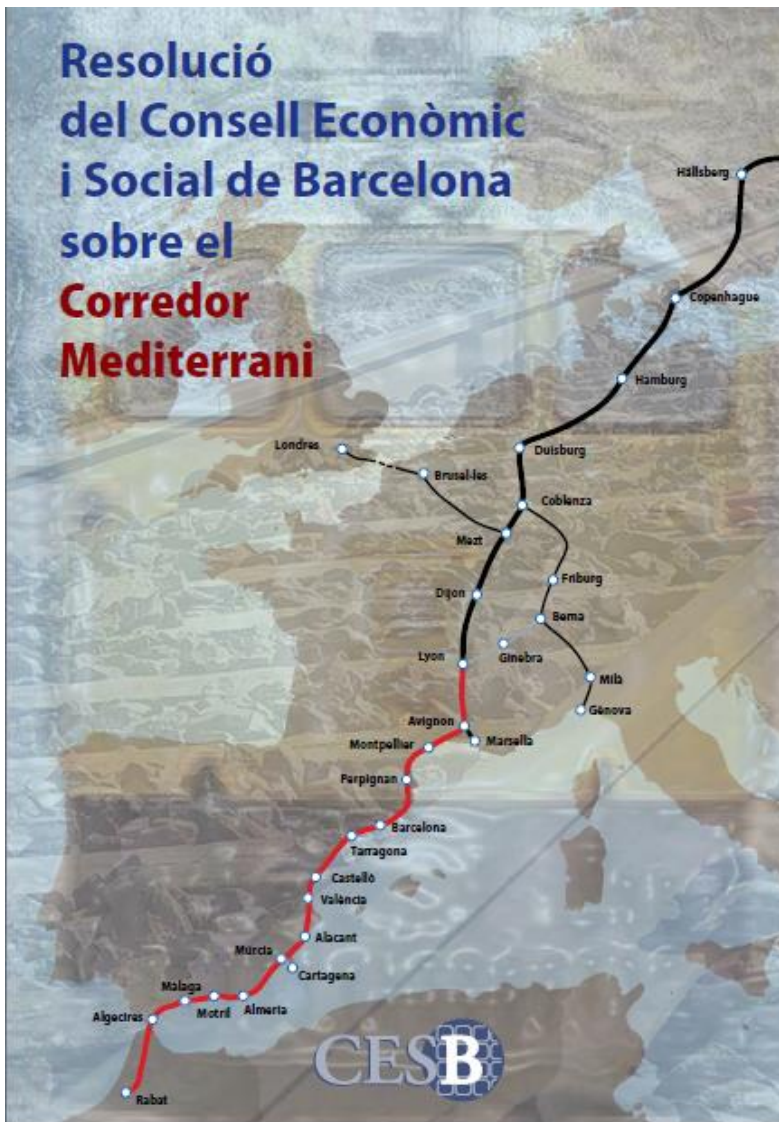 Resolució
del Consell Econòmic
i Social de Barcelona
sobre el
Corredor
Mediterrani
Hällsberg
Copenhague
Hamburg
Londres
Duisburg
Brusel·les
Coblenza
Mezt
Friburg
Dijon
Berna
Lyon
Ginebra
Milà
Gènova
Avignon
Montpellier
Marsella
Perpignan
Barcelona
Tarragona
Castelló
València
Alacant
Múrcia
Cartagena
Màlaga
Motril
Almeria
Algecires
CESB
Rabat